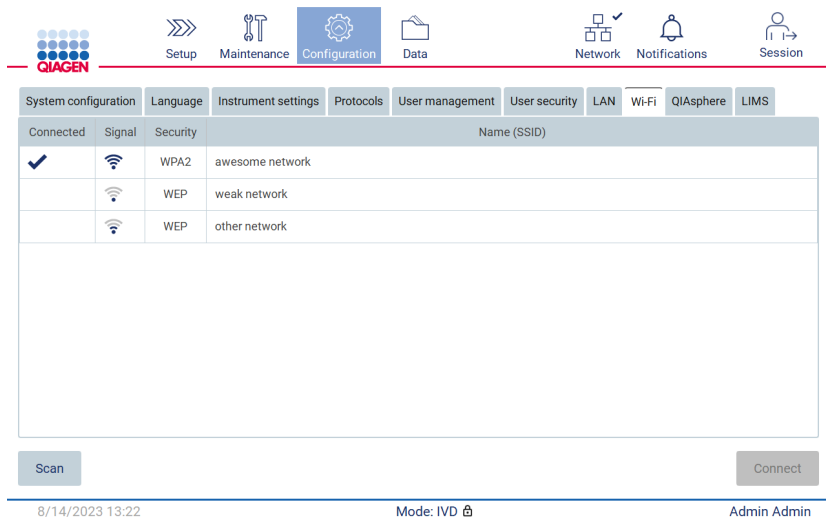 QIAGEN
Setup Maintenance Configuration Data Network Notifications Session
System configuration Language Instrument settings Protocols User management User security LAN Wi-Fi QIAsphere LIMS
Connected Signal Security Name (SSID)
WPA2 awesome network
WEP weak network
WEP other network
Scan Connect
8/14/2023 13:22 Mode: IVD Admin Admin